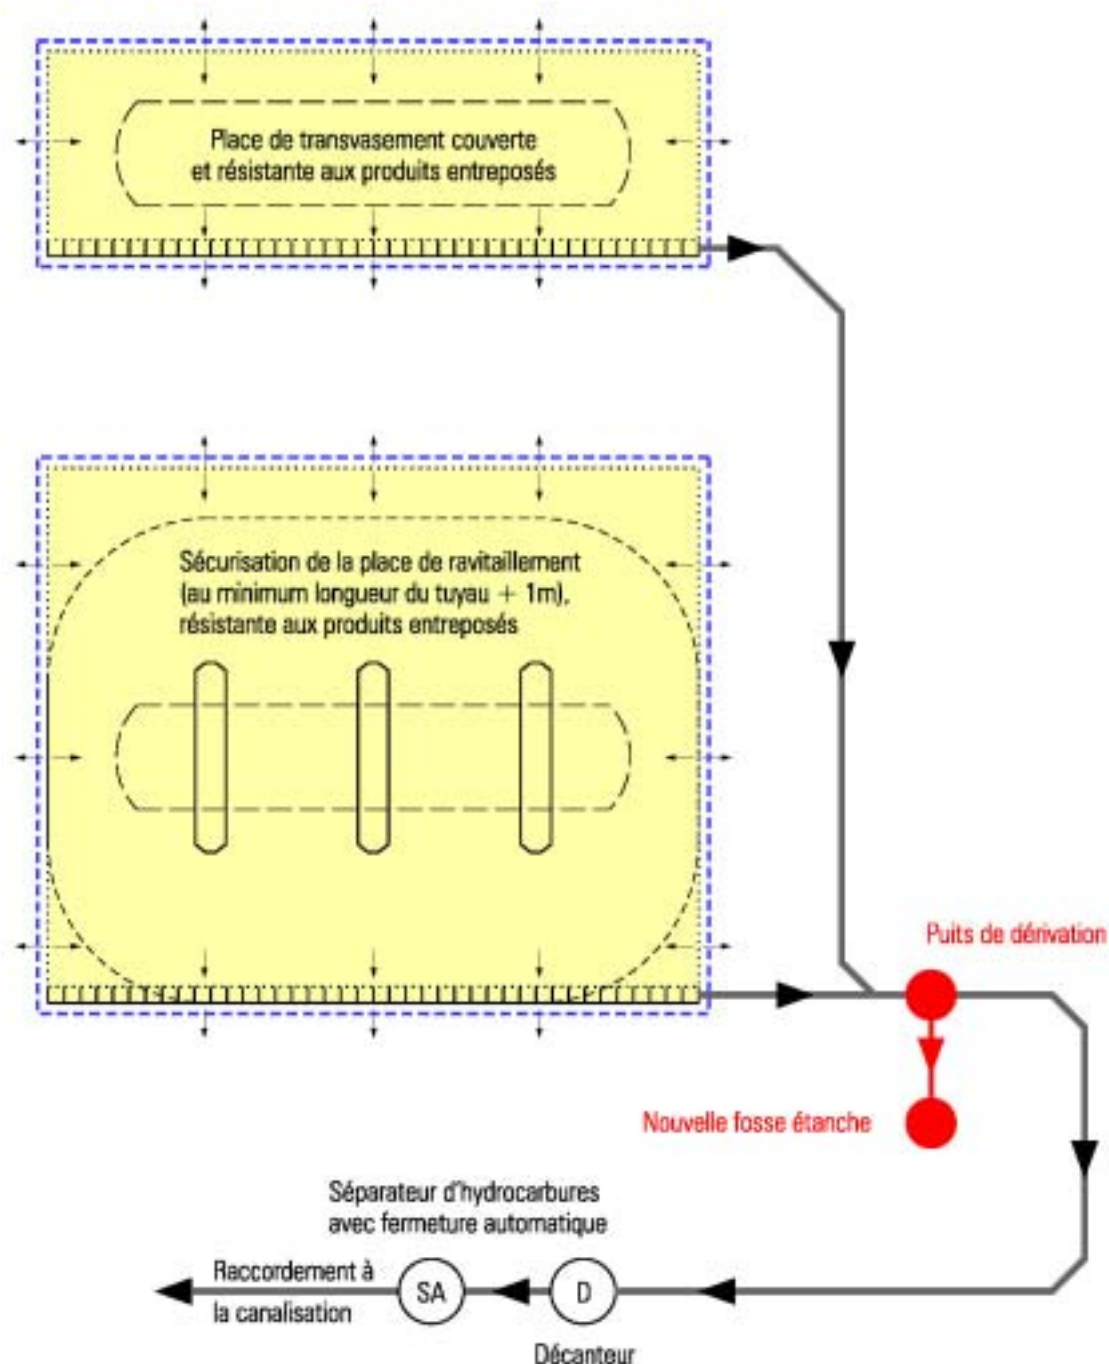 Place de transvasement couverte
et résistante aux produits entreposés
Sécurisation de la place de ravitaillement
(au minimum longueur du tuyau + 1m),
résistante aux produits entreposés
Puits de dérivation
Nouvelle fosse étanche
Séparateur d'hydrocarbures
avec fermeture automatique
Raccordement à
la canalisation
SA
D
Décanteur